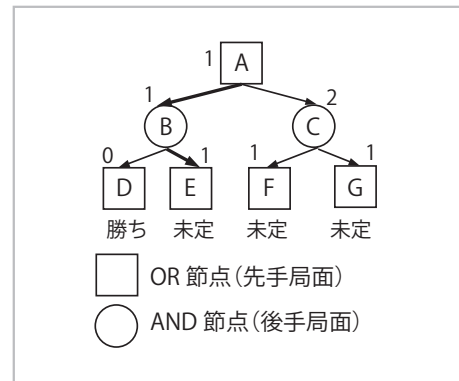 1 A
1 2
B C
0 1 1 1
D E F G
勝ち 未定 未定 未定
OR 節点(先手局面)
AND 節点(後手局面)